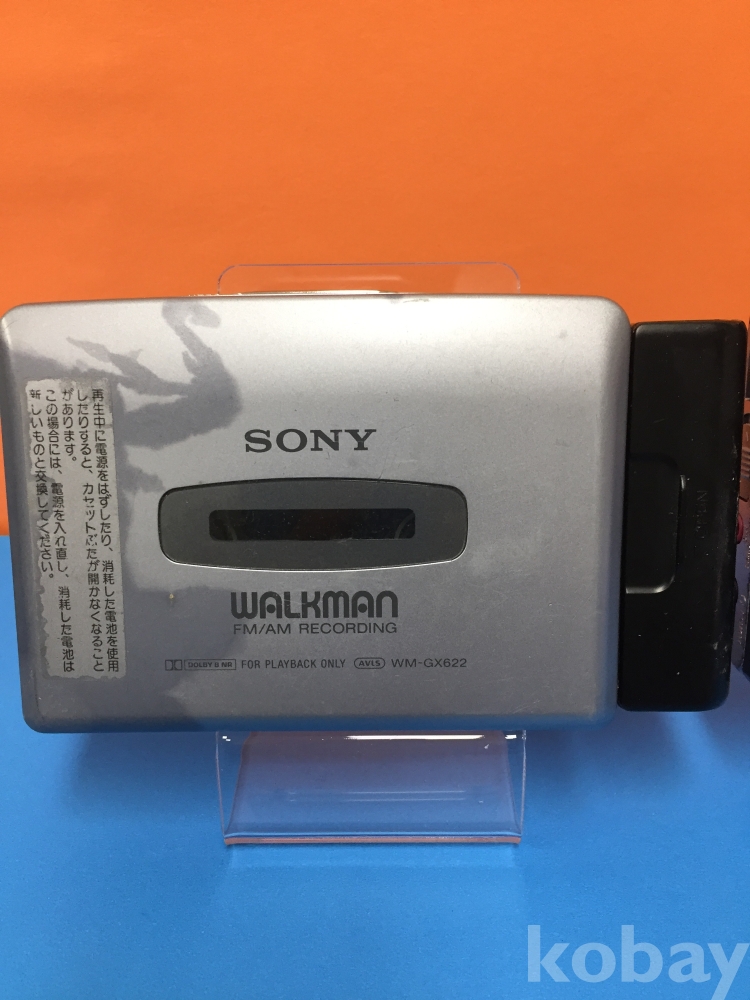 SONY
WALKMAN
FM/AM RECORDING
DOLBY B NR FOR PLAYBACK ONLY AVLS WM-GX622
再生中に電源をはずしたり、消耗した電池を使用
したりすると、カセットぶたが開かなくなること
があります。
この場合には、電源を入れ直し、消耗した電池は
新しいものと交換してください。
kobay